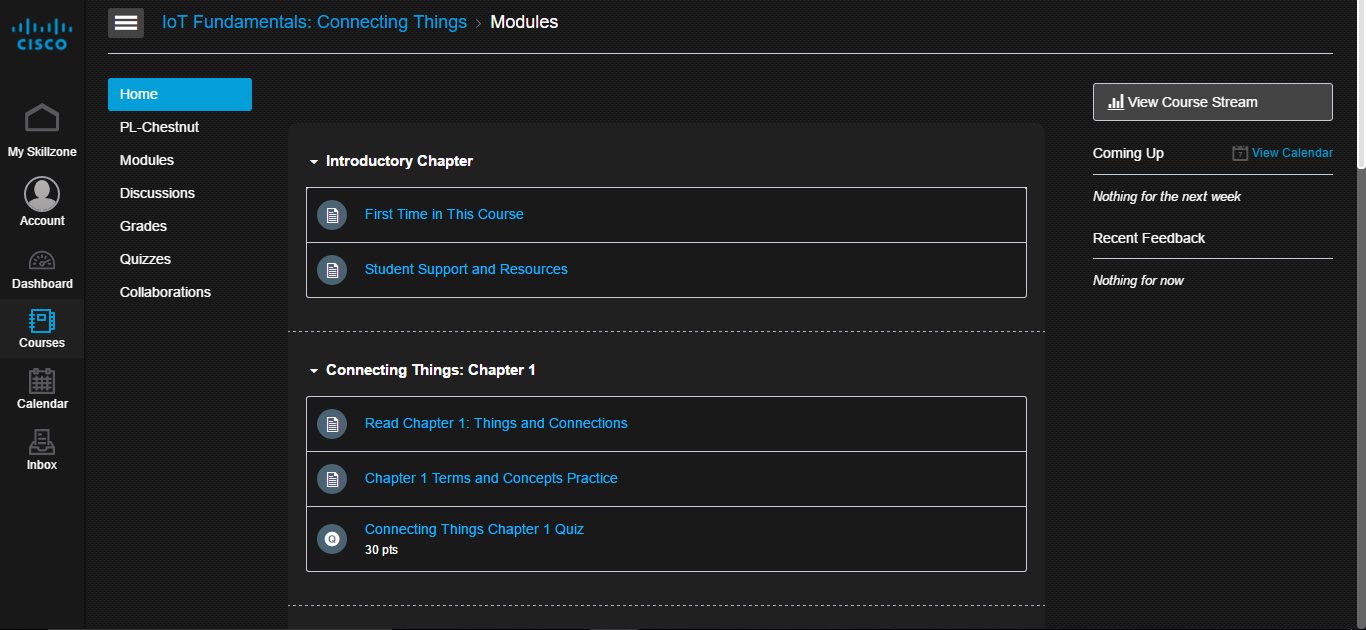 CISCO
My Skillzone
Account
Dashboard
Courses
Calendar
Inbox
IoT Fundamentals: Connecting Things › Modules
Home
PL-Chestnut
Modules
Discussions
Grades
Quizzes
Collaborations
Introductory Chapter
First Time in This Course
Student Support and Resources
Connecting Things: Chapter 1
Read Chapter 1: Things and Connections
Chapter 1 Terms and Concepts Practice
Q
Connecting Things Chapter 1 Quiz
30 pts
View Course Stream
Coming Up
7 View Calendar
Nothing for the next week
Recent Feedback
Nothing for now